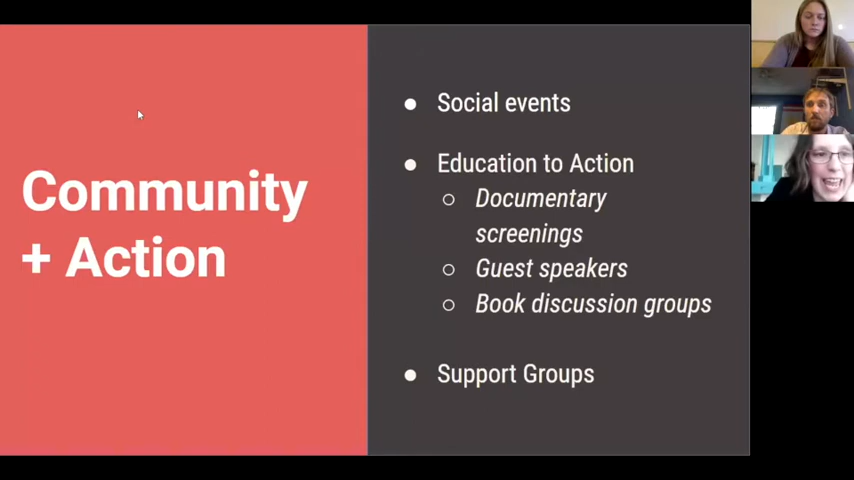 Community
+ Action
● Social events
● Education to Action
○ Documentary
screenings
○ Guest speakers
○ Book discussion groups
● Support Groups